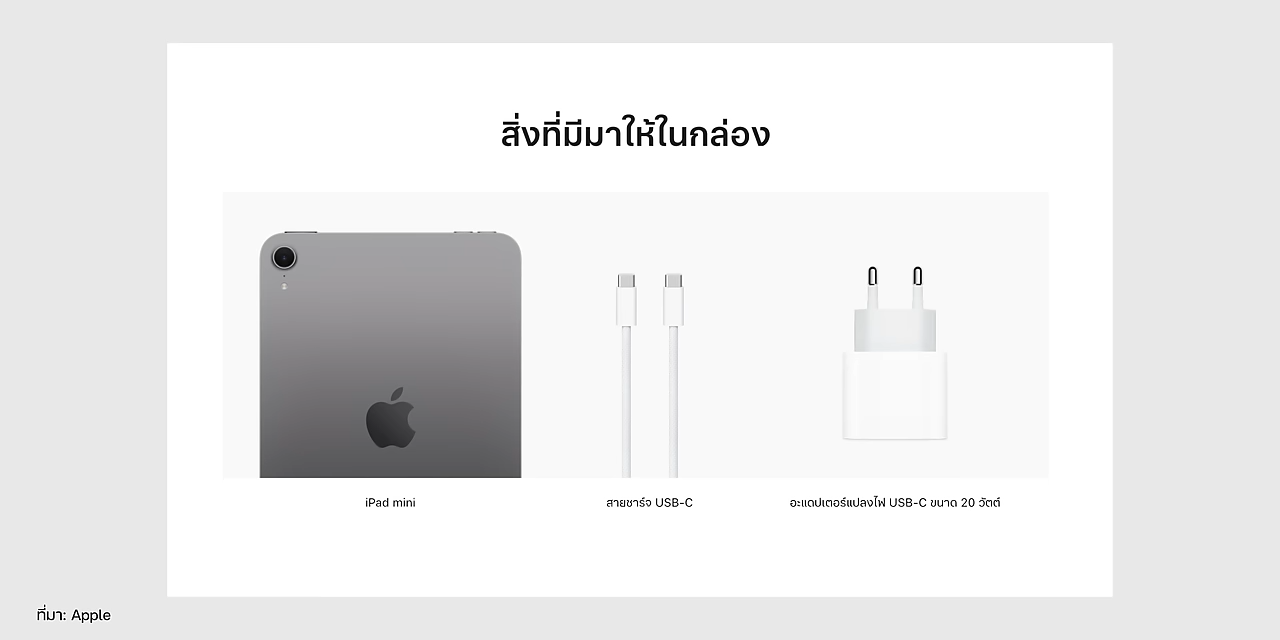 สิ่งที่มีมาให้ในกล่อง
iPad mini
สายชาร์จ USB-C
อะแดปเตอร์แปลงไฟ USB-C ขนาด 20 วัตต์
ที่มา: Apple